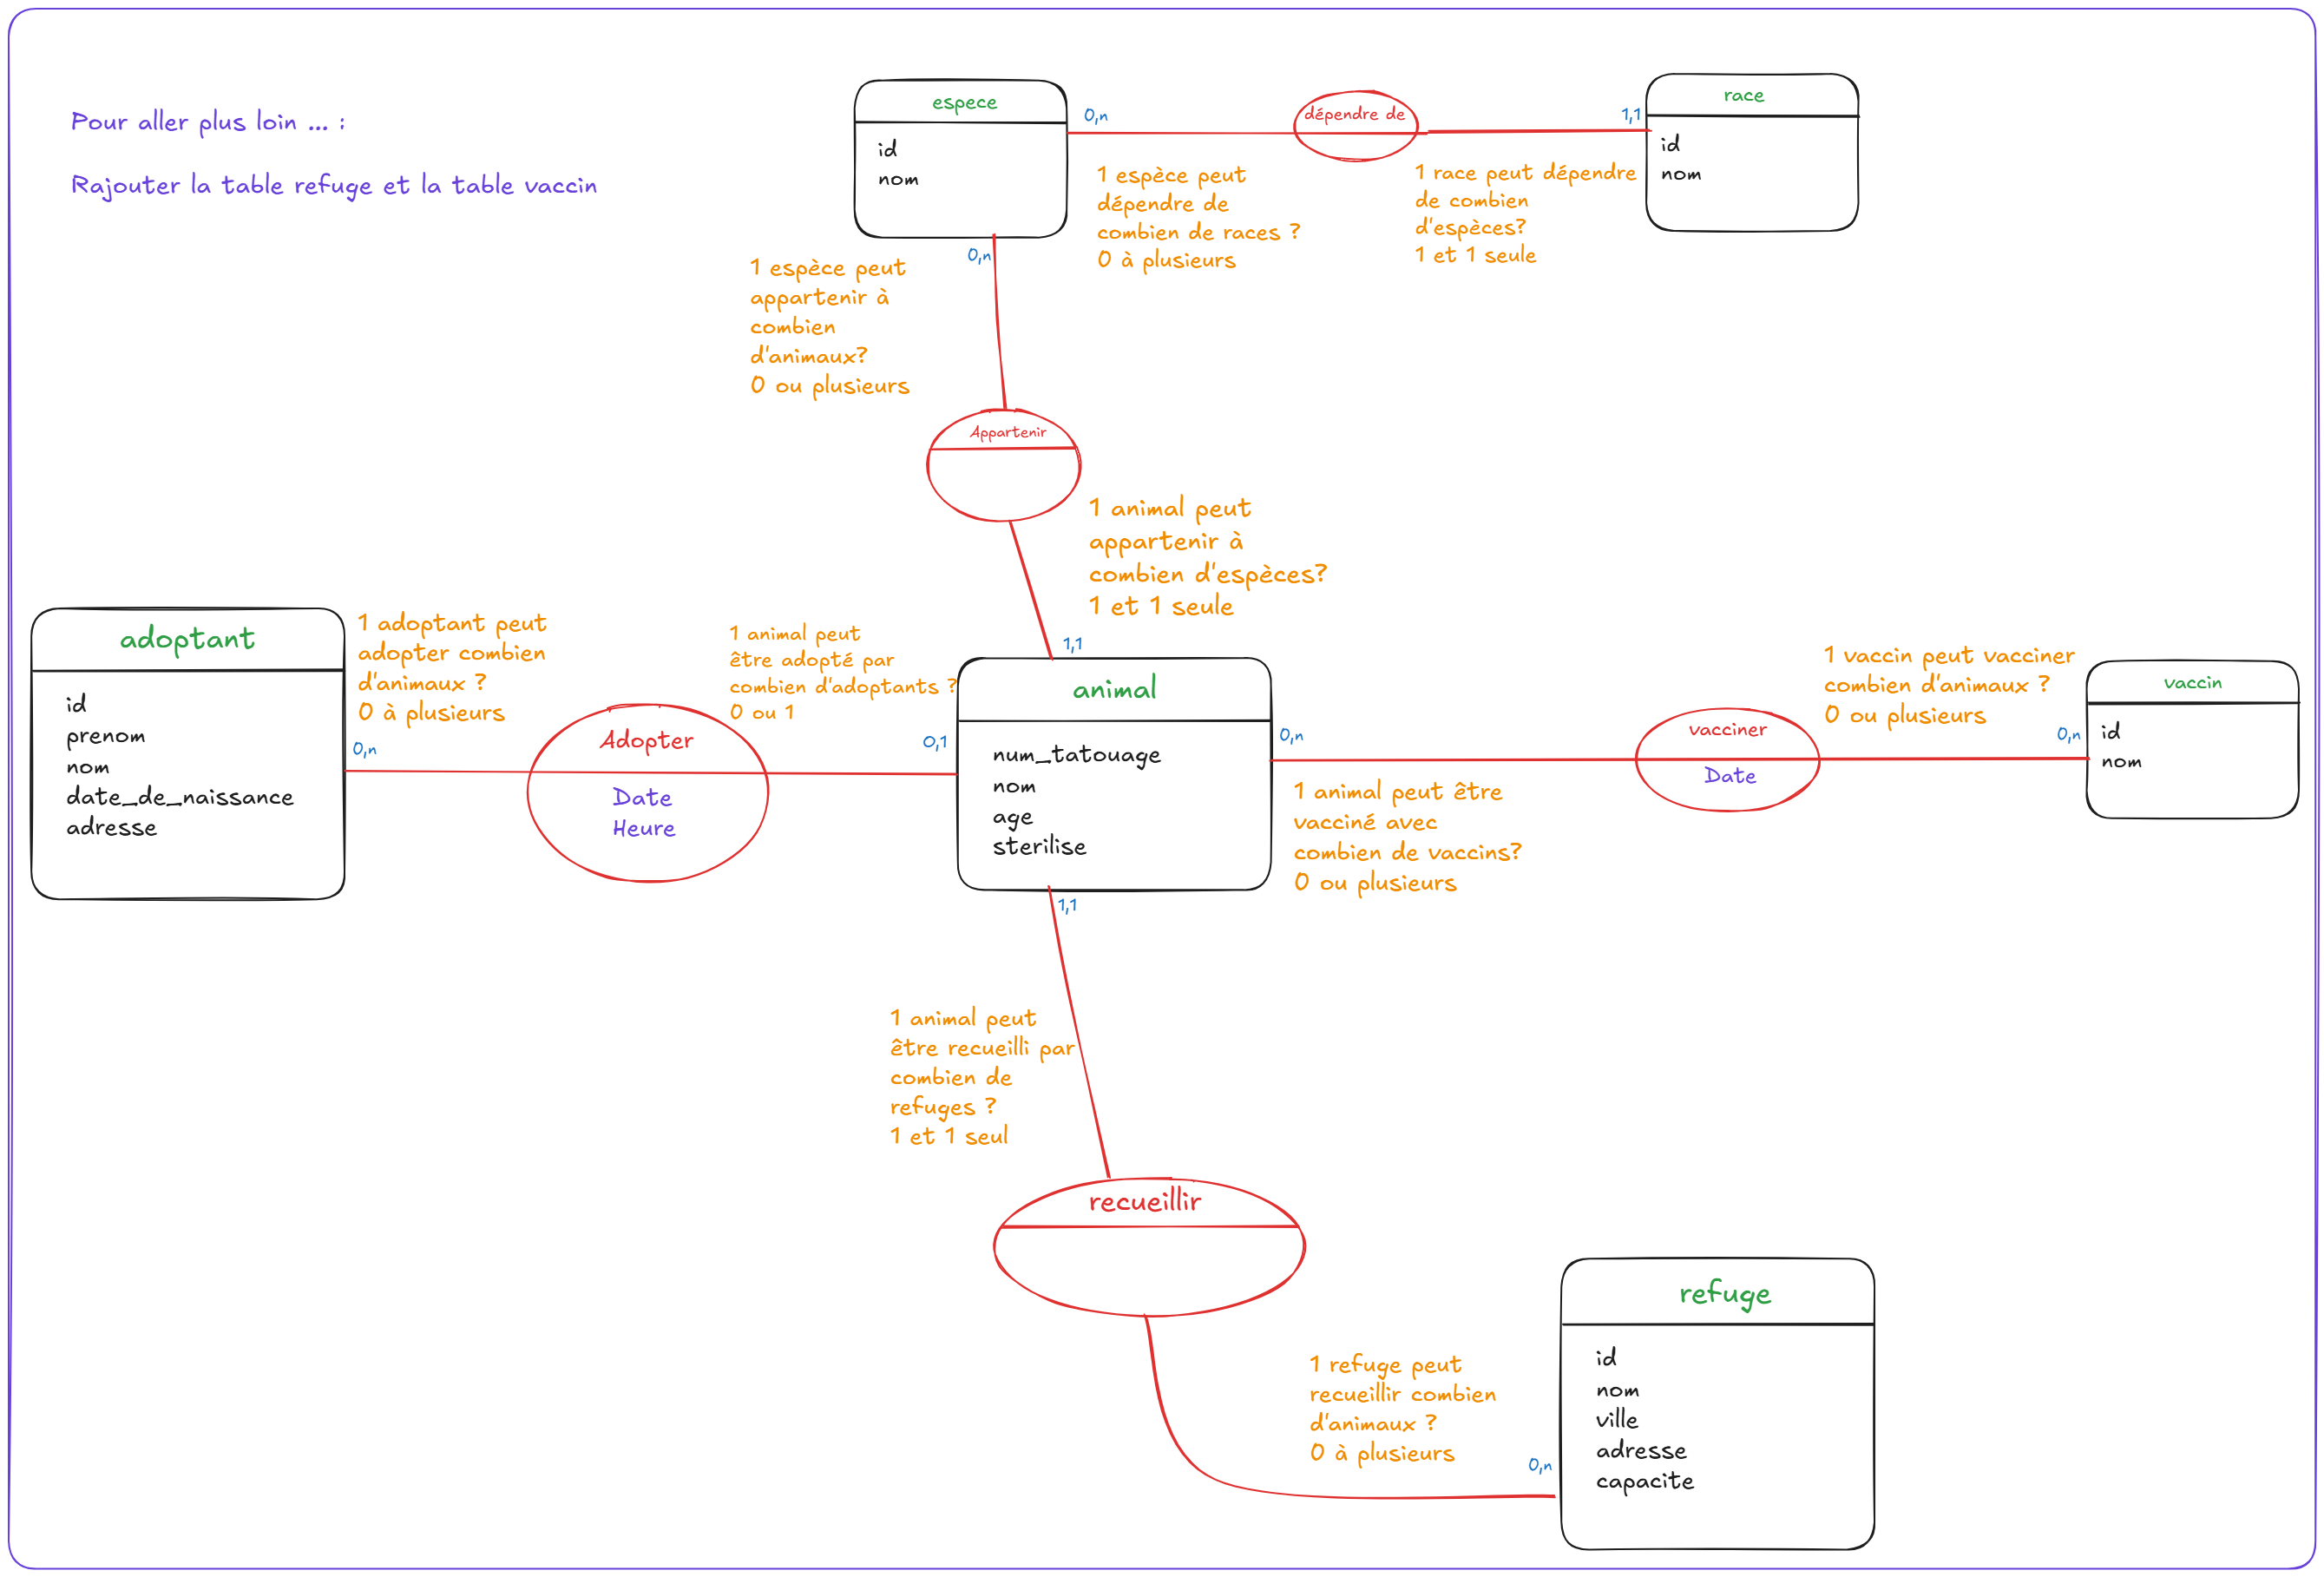 Pour aller plus loin ... :
Rajouter la table refuge et la table vaccin
espece
id
nom
0,n
dépendre de
1,1
race
id
nom
1 espèce peut
dépendre de
combien de races ?
0 à plusieurs
1 race peut dépendre
de combien
d'espèces?
1 et 1 seule
0,n
1 espèce peut
appartenir à
combien
d'animaux?
0 ou plusieurs
Appartenir
1 animal peut
appartenir à
combien d'espèces?
1 et 1 seule
1,1
adoptant
id
prenom
nom
date_de_naissance
adresse
1 adoptant peut
adopter combien
d'animaux ?
0 à plusieurs
0,n
Adopter
Date
Heure
1 animal peut
être adopté par
combien d'adoptants ?
0 ou 1
0,1
animal
num_tatouage
nom
age
sterilise
0,n
1 animal peut être
vacciné avec
combien de vaccins?
0 ou plusieurs
vacciner
Date
1 vaccin peut vacciner
combien d'animaux ?
0 ou plusieurs
0,n
vaccin
id
nom
1,1
1 animal peut
être recueilli par
combien de
refuges ?
1 et 1 seul
recueillir
1 refuge peut
recueillir combien
d'animaux ?
0 à plusieurs
0,n
refuge
id
nom
ville
adresse
capacite